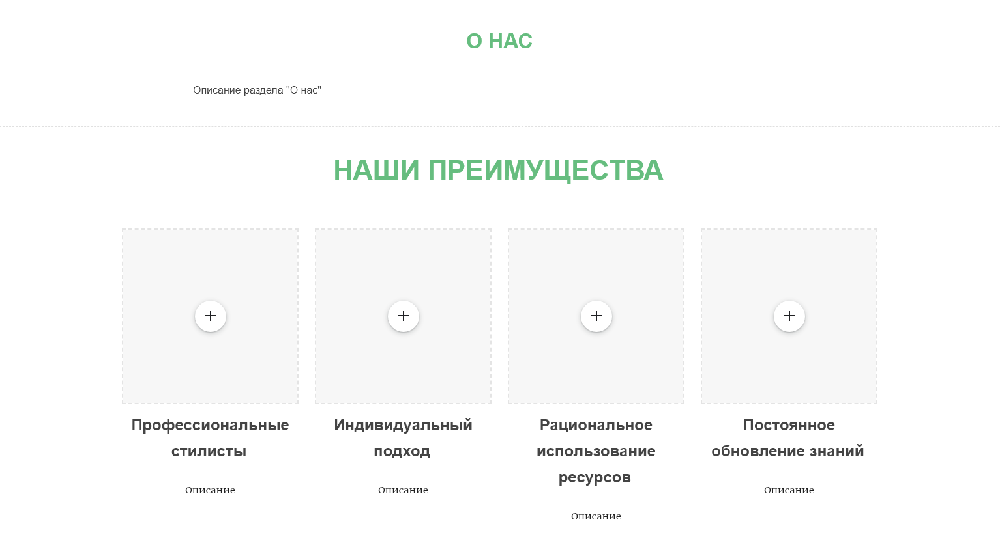 О НАС
Описание раздела "О нас"
НАШИ ПРЕИМУЩЕСТВА
Профессиональные
стилисты
Описание
Индивидуальный
подход
Описание
Рациональное
использование
ресурсов
Описание
Постоянное
обновление знаний
Описание